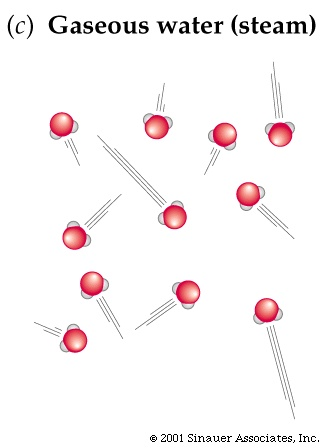 (c) Gaseous water (steam)
© 2001 Sinauer Associates, Inc.